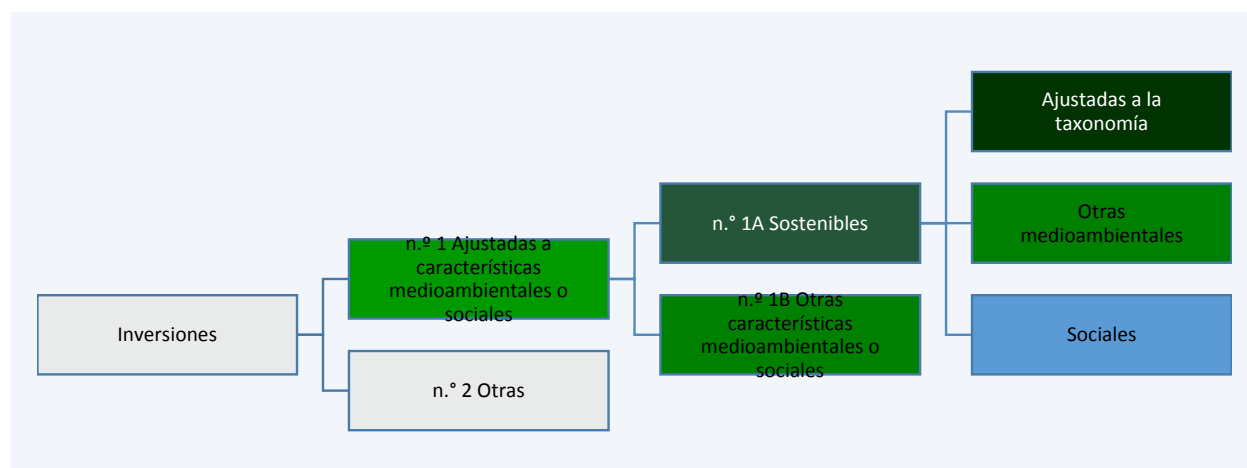 Inversiones
n.º 1 Ajustadas a
características
medioambientales o
sociales
n.° 2 Otras
n.° 1A Sostenibles
n.º 1B Otras
características
medioambientales o
sociales
Ajustadas a la
taxonomía
Otras
medioambientales
Sociales